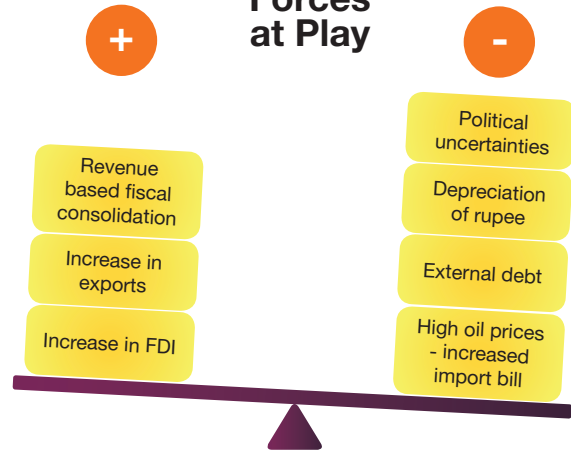 Forces
at Play
+
-
Revenue
based fiscal
consolidation
Increase in
exports
Increase in FDI
Political
uncertainties
Depreciation
of rupee
External debt
High oil prices
- increased
import bill